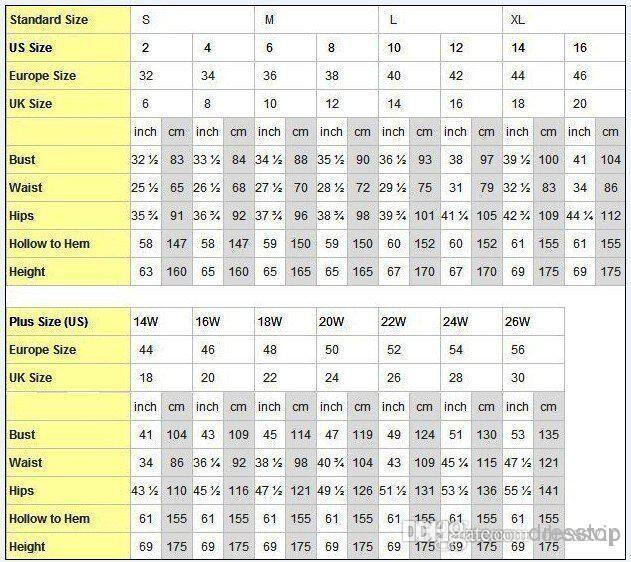 Standard Size S M L XL
US Size 2 4 6 8 10 12 14 16
Europe Size 32 34 36 38 40 42 44 46
UK Size 6 8 10 12 14 16 18 20
inch cm inch cm inch cm inch cm inch cm inch cm inch cm inch cm
Bust 32 ½ 83 33 ½ 84 34 ½ 88 35 ½ 90 36 ½ 93 38 97 39 ½ 100 41 104
Waist 25 ½ 65 26 ½ 68 27 ½ 70 28 ½ 72 29 ½ 75 31 79 32 ½ 83 34 86
Hips 35 ¾ 91 36 ¾ 92 37 ¾ 96 38 ¾ 98 39 ¾ 101 41 ¼ 105 42 ¾ 109 44 ¼ 112
Hollow to Hem 58 147 58 147 59 150 59 150 60 152 60 152 61 155 61 155
Height 63 160 65 160 65 165 65 165 67 170 67 170 69 175 69 175
Plus Size (US) 14W 16W 18W 20W 22W 24W 26W
Europe Size 44 46 48 50 52 54 56
UK Size 18 20 22 24 26 28 30
inch cm inch cm inch cm inch cm inch cm inch cm inch cm
Bust 41 104 43 109 45 114 47 119 49 124 51 130 53 135
Waist 34 86 36 ¼ 92 38 ½ 98 40 ¾ 104 43 109 45 ¼ 115 47 ½ 121
Hips 43 ½ 110 45 ½ 116 47 ½ 121 49 ½ 126 51 ½ 131 53 ½ 136 55 ½ 141
Hollow to Hem 61 155 61 155 61 155 61 155 61 155 61 155 61 155
Height 69 175 69 175 69 175 69 175 69 175 69 175 69 175
dresstop